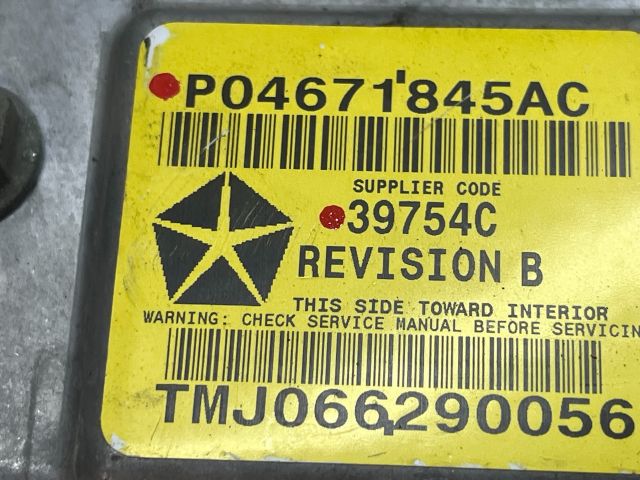 P04671845AC
SUPPLIER CODE
39754C
REVISION B
THIS SIDE TOWARD INTERIOR
WARNING: CHECK SERVICE MANUAL BEFORE SERVICIN
TMJ066290056